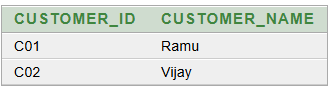 CUSTOMER_ID CUSTOMER_NAME
C01 Ramu
C02 Vijay